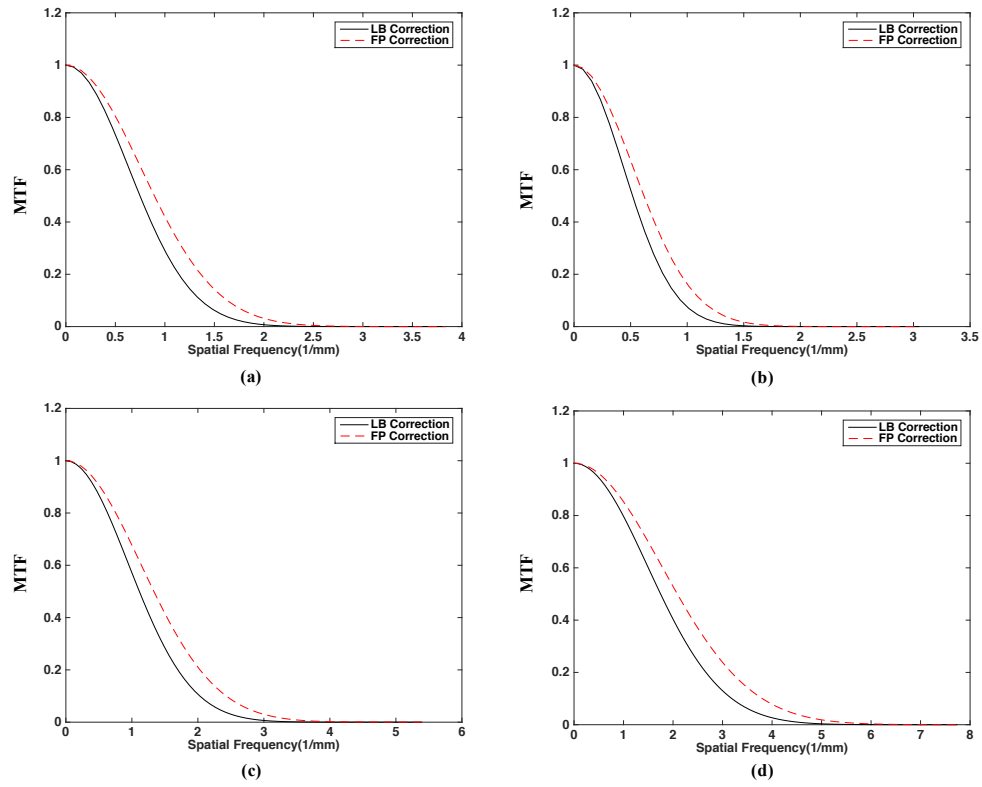 1.2
1
0.8
0.6
0.4
0.2
0
MTF
LB Correction
FP Correction
0 0.5 1 1.5 2 2.5 3 3.5 4
Spatial Frequency(1/mm)
(a)
1.2
1
0.8
0.6
0.4
0.2
0
MTF
LB Correction
FP Correction
0 0.5 1 1.5 2 2.5 3 3.5
Spatial Frequency(1/mm)
(b)
1.2
1
0.8
0.6
0.4
0.2
0
MTF
LB Correction
FP Correction
0 1 2 3 4 5 6
Spatial Frequency(1/mm)
(c)
1.2
1
0.8
0.6
0.4
0.2
0
MTF
LB Correction
FP Correction
0 1 2 3 4 5 6 7 8
Spatial Frequency(1/mm)
(d)